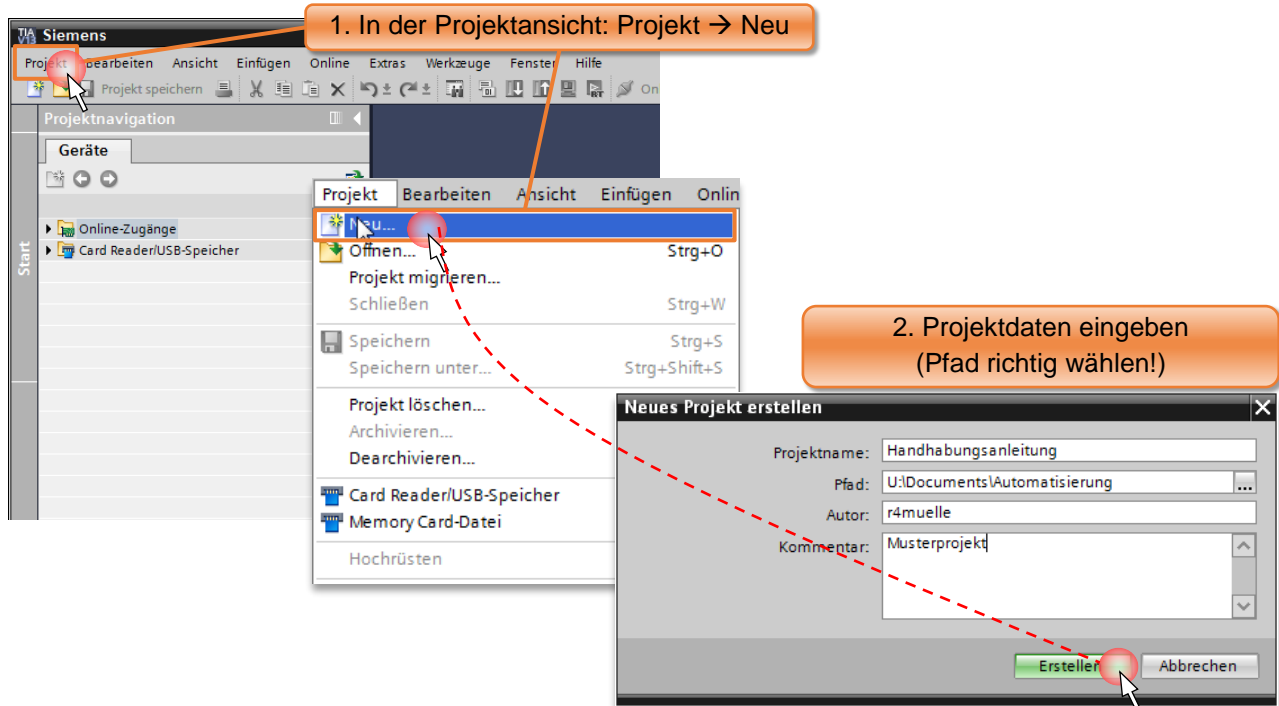 1. In der Projektansicht: Projekt → Neu
TIA V13 Siemens
Projekt Bearbeiten Ansicht Einfügen Online Extras Werkzeuge Fenster Hilfe
Projekt speichern On
Projektnavigation
Geräte
Online-Zugänge
Card Reader/USB-Speicher
Start
Projekt Bearbeiten Ansicht Einfügen Onlin
Neu...
Öffnen... Strg+O
Projekt migrieren...
Schließen Strg+W
Speichern Strg+S
Speichern unter... Strg+Shift+S
Projekt löschen...
Archivieren...
Dearchivieren...
Card Reader/USB-Speicher
Memory Card-Datei
Hochrüsten
2. Projektdaten eingeben
(Pfad richtig wählen!)
Neues Projekt erstellen
Projektname: Handhabungsanleitung
Pfad: U:\Documents\Automatisierung ...
Autor: r4muelle
Kommentar: Musterprojekt
Erstellen Abbrechen